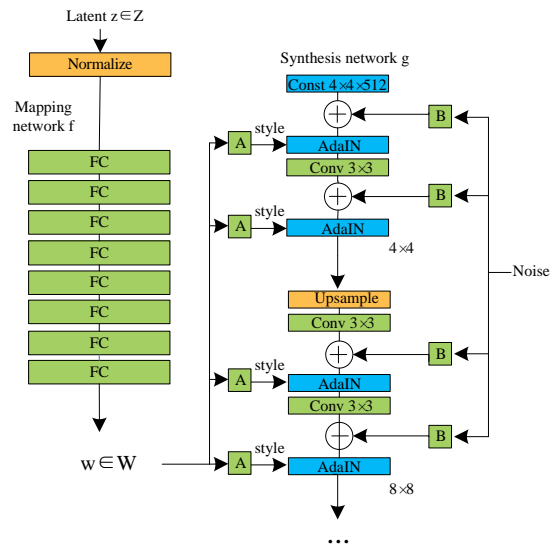 Latent z∈Z
Normalize
Mapping
network f
FC
FC
FC
FC
FC
FC
FC
FC
w∈W
Synthesis network g
Const 4×4×512
B
A
style
AdaIN
Conv 3×3
B
A
style
AdaIN
4×4
Noise
Upsample
Conv 3×3
B
A
style
AdaIN
Conv 3×3
B
A
style
AdaIN
8×8
...